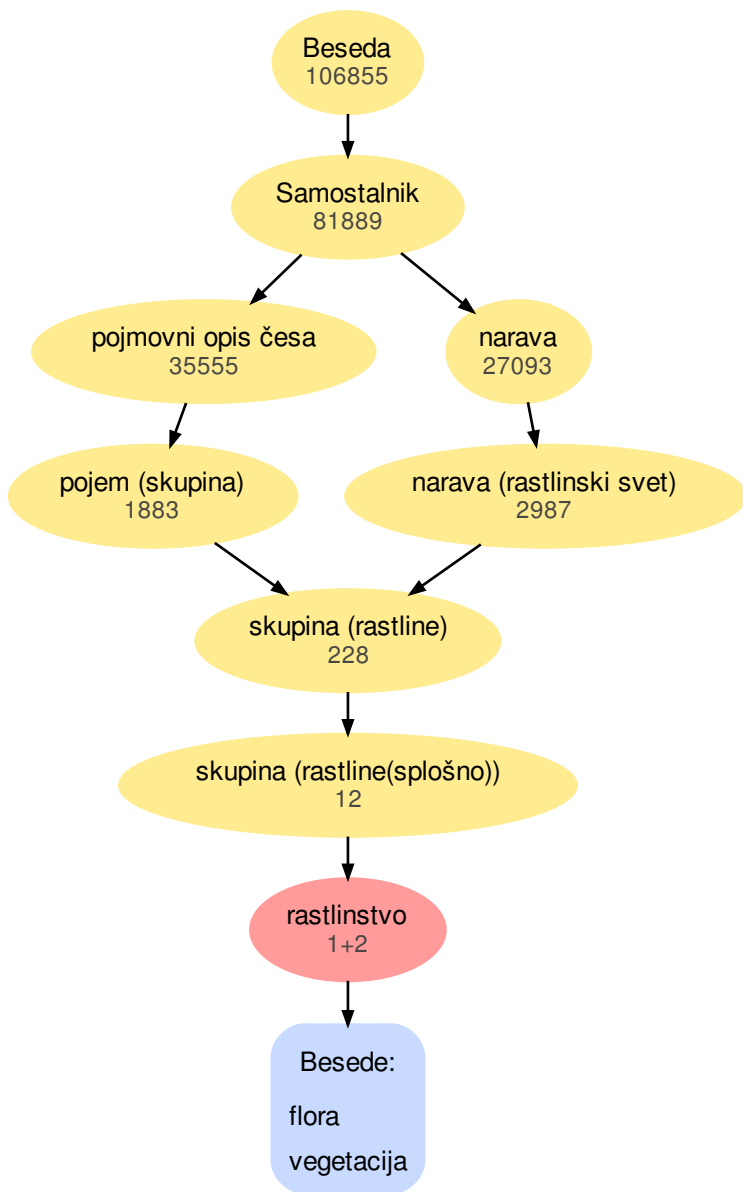 Beseda
106855
Samostalnik
81889
pojmovni opis česa
35555
narava
27093
pojem (skupina)
1883
narava (rastlinski svet)
2987
skupina (rastline)
228
skupina (rastline(splošno))
12
rastlinstvo
1+2
Besede:
flora
vegetacija